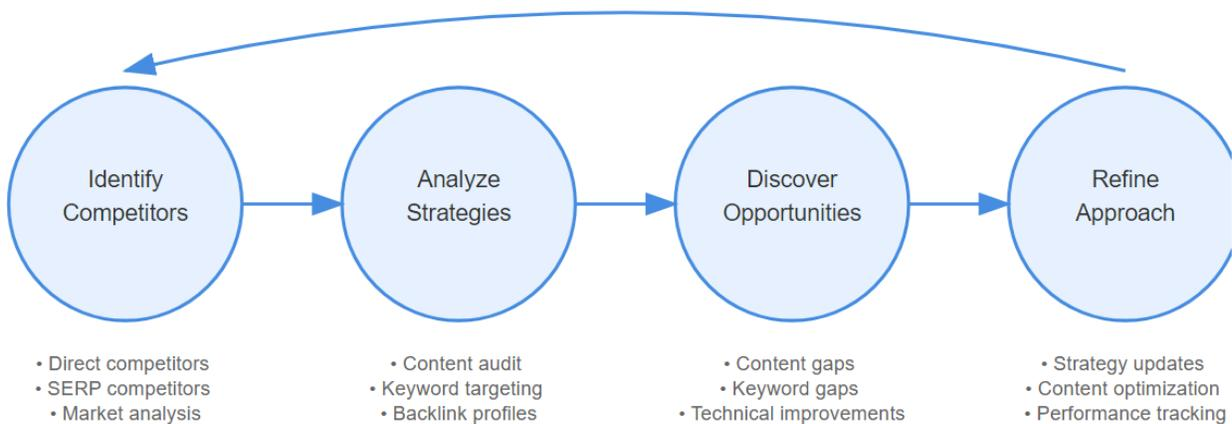 Identify
Competitors
Analyze
Strategies
Discover
Opportunities
Refine
Approach
• Direct competitors
• SERP competitors
• Market analysis
• Content audit
• Keyword targeting
• Backlink profiles
• Content gaps
• Keyword gaps
• Technical improvements
• Strategy updates
• Content optimization
• Performance tracking